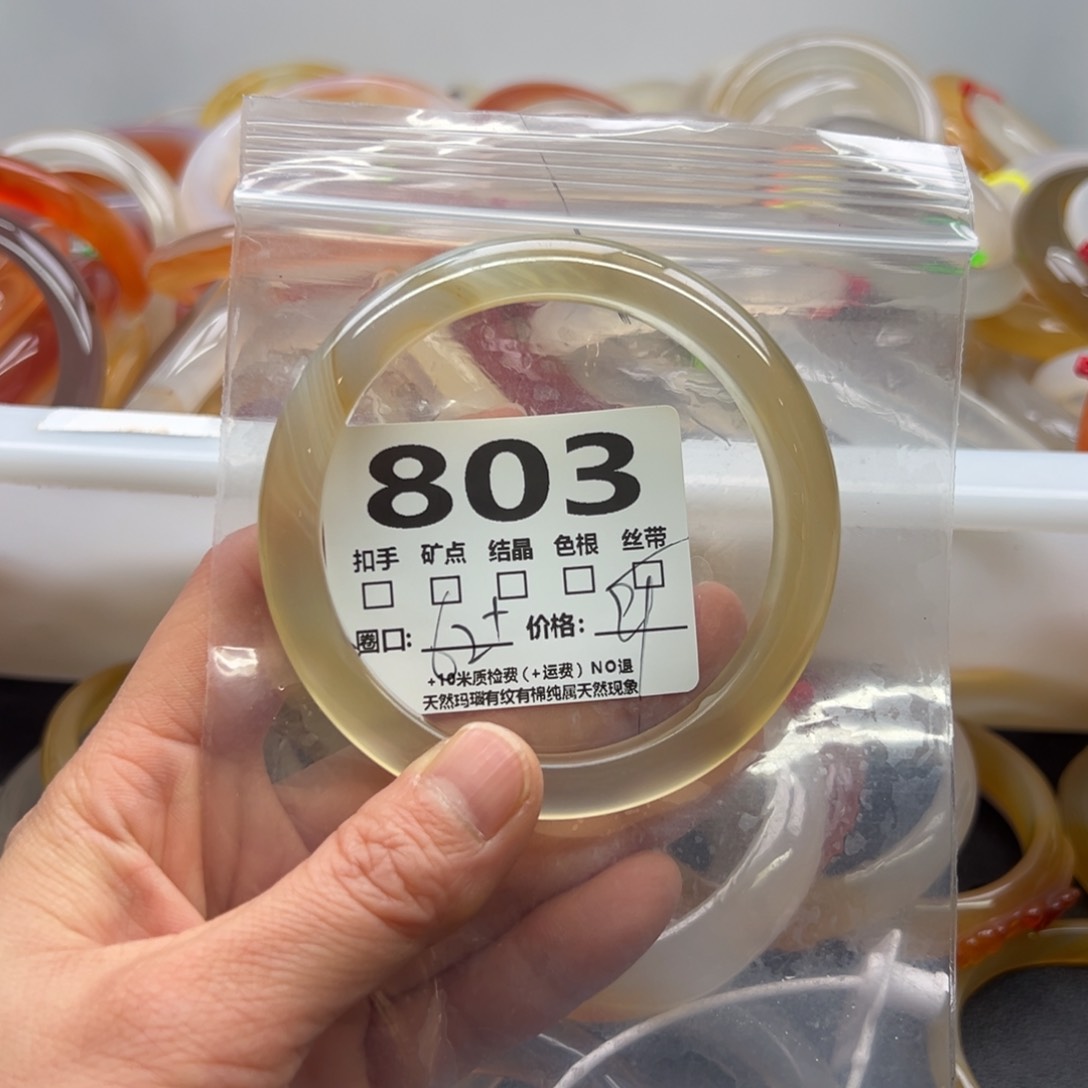 803
扣手 矿点 结晶 色根 丝带
圈口: 62+ 价格:
+10米质检费（+运费）NO退
天然玛瑙有纹有棉纯属天然现象